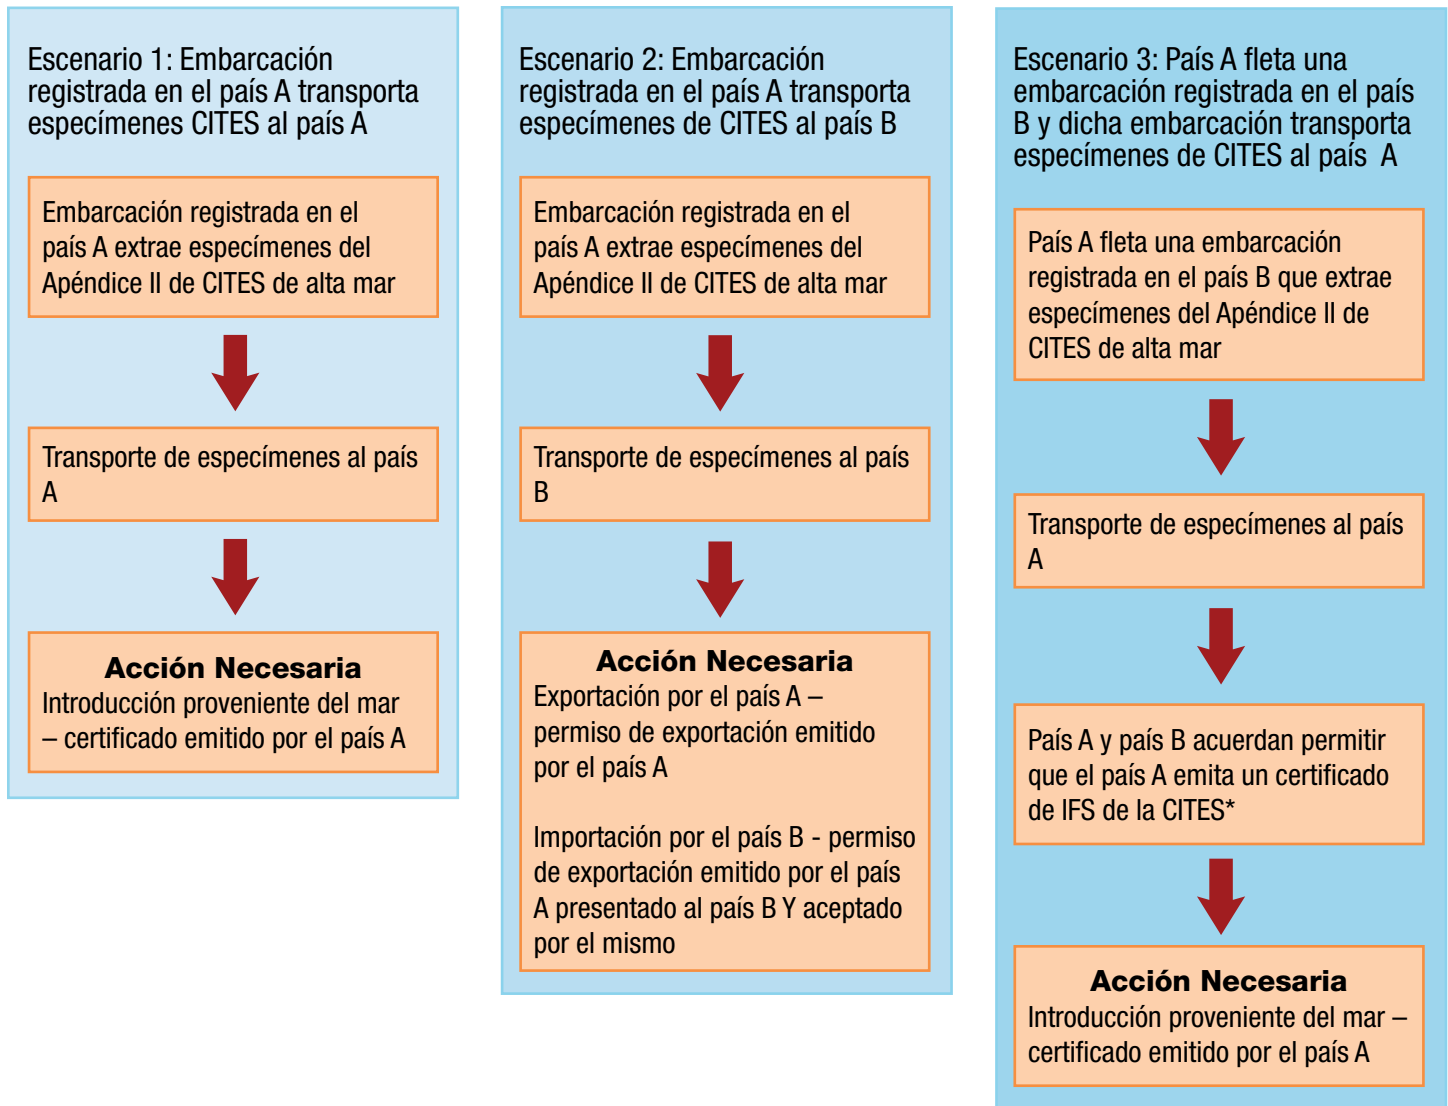 Escenario 1: Embarcación
registrada en el país A transporta
especímenes CITES al país A
Embarcación registrada en el
país A extrae especímenes del
Apéndice II de CITES de alta mar
Transporte de especímenes al país
A
Acción Necesaria
Introducción proveniente del mar
– certificado emitido por el país A
Escenario 2: Embarcación
registrada en el país A transporta
especímenes de CITES al país B
Embarcación registrada en el
país A extrae especímenes del
Apéndice II de CITES de alta mar
Transporte de especímenes al país
B
Acción Necesaria
Exportación por el país A –
permiso de exportación emitido
por el país A
Importación por el país B - permiso
de exportación emitido por el país
A presentado al país B Y aceptado
por el mismo
Escenario 3: País A fleta una
embarcación registrada en el país
B y dicha embarcación transporta
especímenes de CITES al país A
País A fleta una embarcación
registrada en el país B que extrae
especímenes del Apéndice II de
CITES de alta mar
Transporte de especímenes al país
A
País A y país B acuerdan permitir
que el país A emita un certificado
de IFS de la CITES*
Acción Necesaria
Introducción proveniente del mar –
certificado emitido por el país A